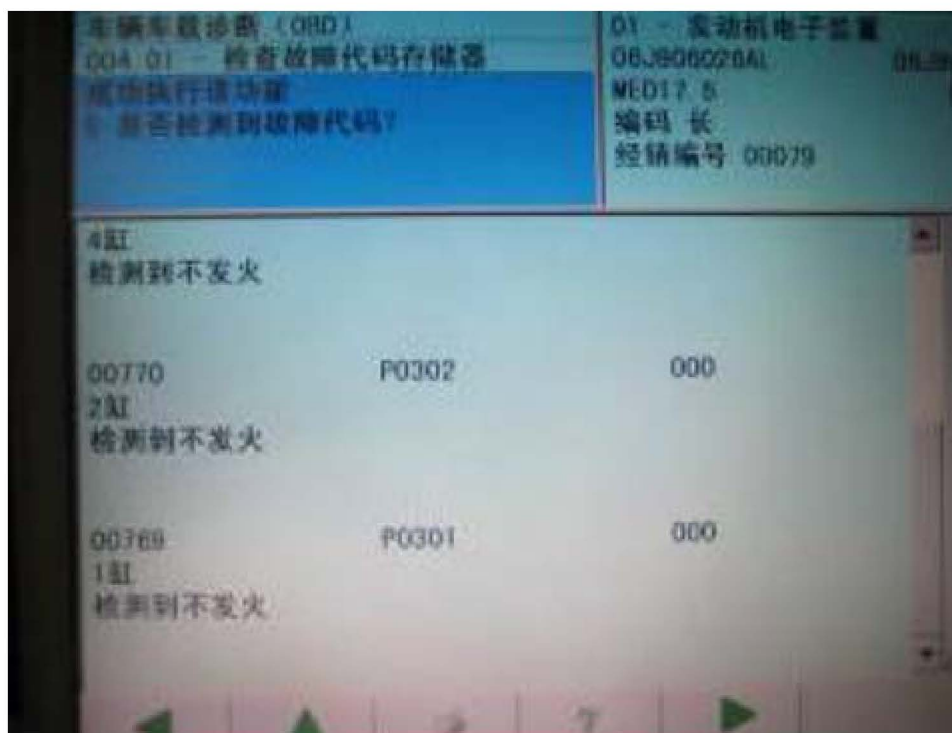 车辆车载诊断（OBD）
004.01 - 检查故障代码存储器
成功执行该功能
- 是否检测到故障代码？
01 - 发动机电子装置
06J906026AL
MED17.5
编码 长
经销编号 00079
4缸
检测到不发火
00770 P0302 000
2缸
检测到不发火
00769 P0301 000
1缸
检测到不发火